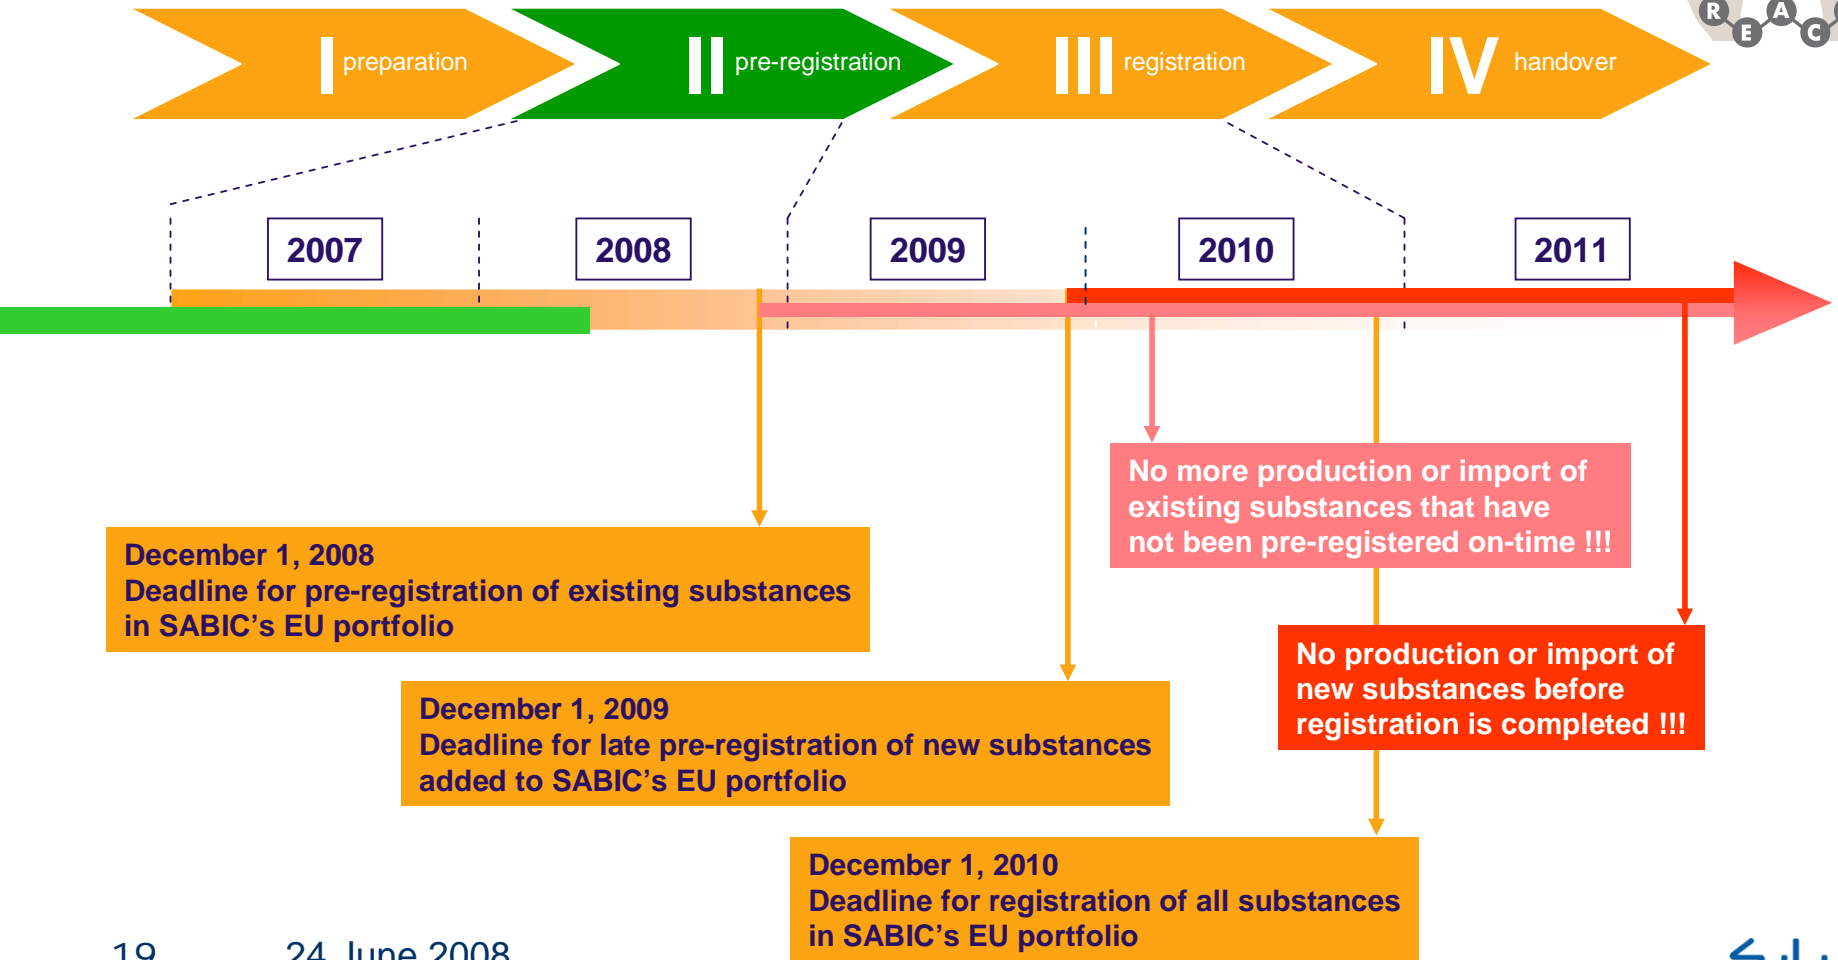 I preparation
II pre-registration
III registration
IV handover
R E A C
2007
2008
2009
2010
2011
No more production or import of
existing substances that have
not been pre-registered on-time !!!
December 1, 2008
Deadline for pre-registration of existing substances
in SABIC's EU portfolio
No production or import of
new substances before
registration is completed !!!
December 1, 2009
Deadline for late pre-registration of new substances
added to SABIC's EU portfolio
December 1, 2010
Deadline for registration of all substances
in SABIC's EU portfolio
19
24 June 2008